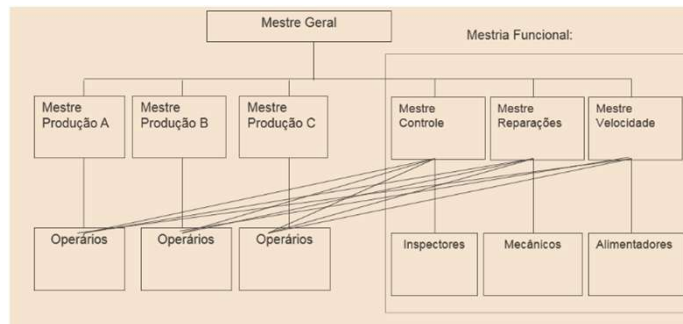 Mestre Geral
Mestria Funcional:
Mestre
Produção A
Mestre
Produção B
Mestre
Produção C
Mestre
Controle
Mestre
Reparações
Mestre
Velocidade
Operários
Operários
Operários
Inspectores
Mecânicos
Alimentadores